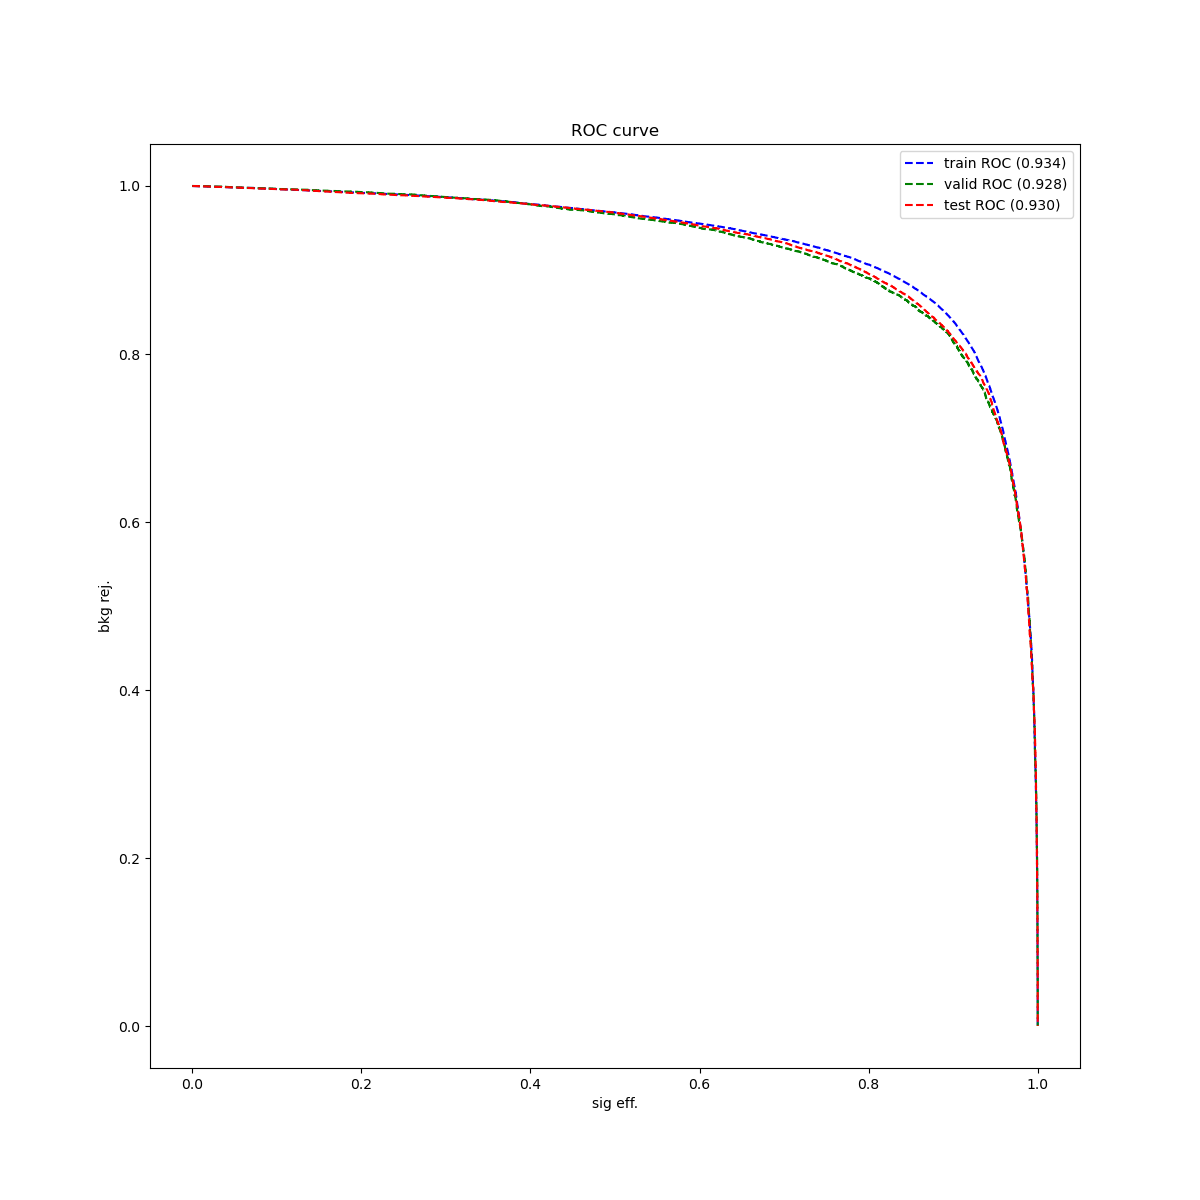 ROC curve
train ROC (0.934)
valid ROC (0.928)
test ROC (0.930)
1.0
0.8
0.6
0.4
0.2
0.0
bkg rej.
0.0 0.2 0.4 0.6 0.8 1.0
sig eff.